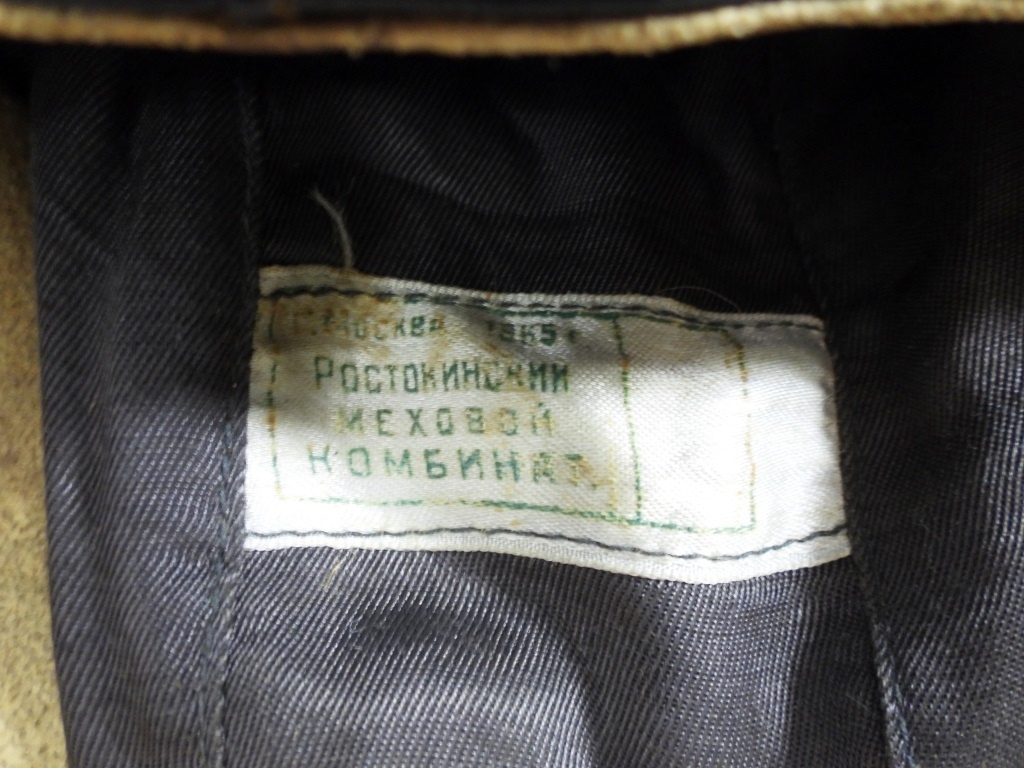 г. Москва 1965 г
Ростокинский
меховой
комбинат